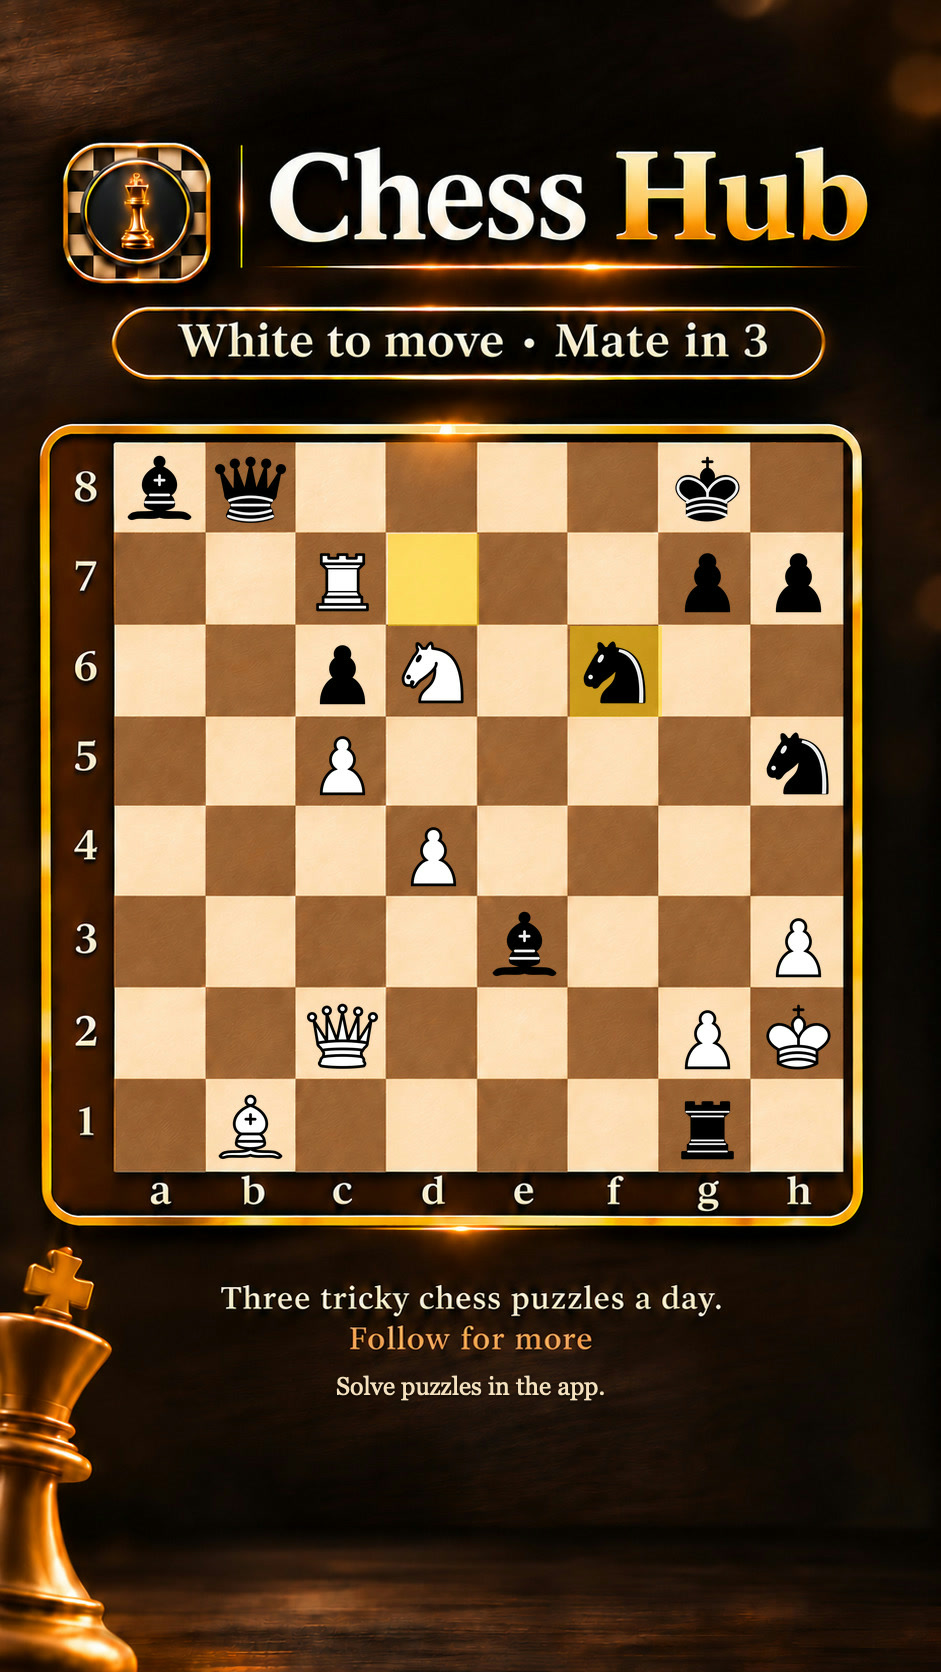 Chess Hub
White to move • Mate in 3
8
7
6
5
4
3
2
1
a b c d e f g h
Three tricky chess puzzles a day.
Follow for more
Solve puzzles in the app.